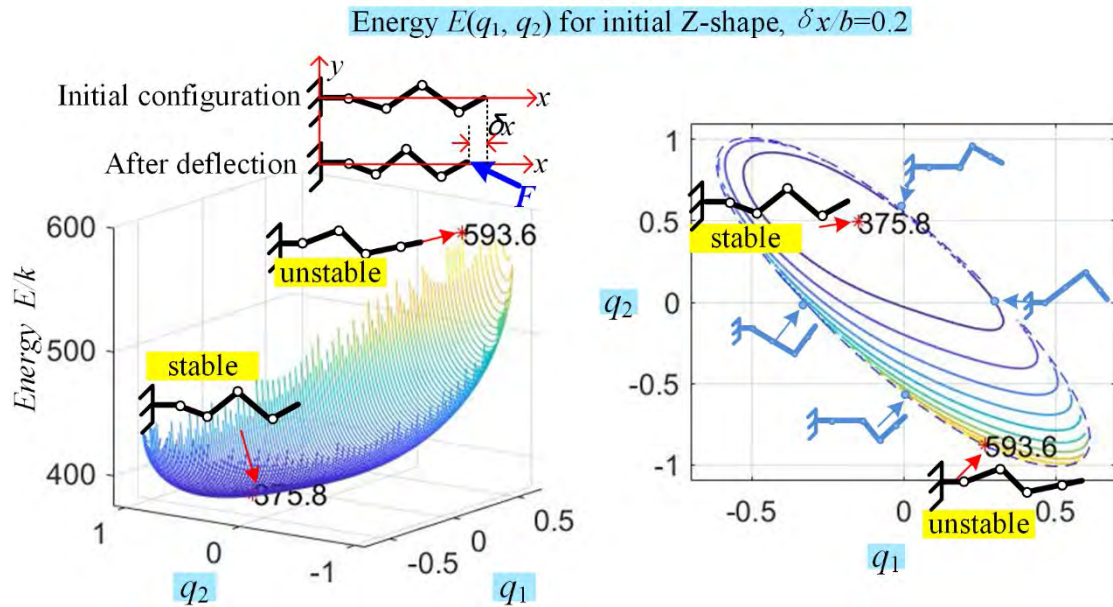 Energy E(q1, q2) for initial Z-shape, δx/b=0.2
y
Initial configuration
x
δx
After deflection
x
F
600
500
400
Energy E/k
593.6
unstable
stable
375.8
1
0
-1
q2
-0.5
0
0.5
q1
1
0.5
0
-0.5
-1
q2
stable
375.8
593.6
unstable
-0.5
0
0.5
q1